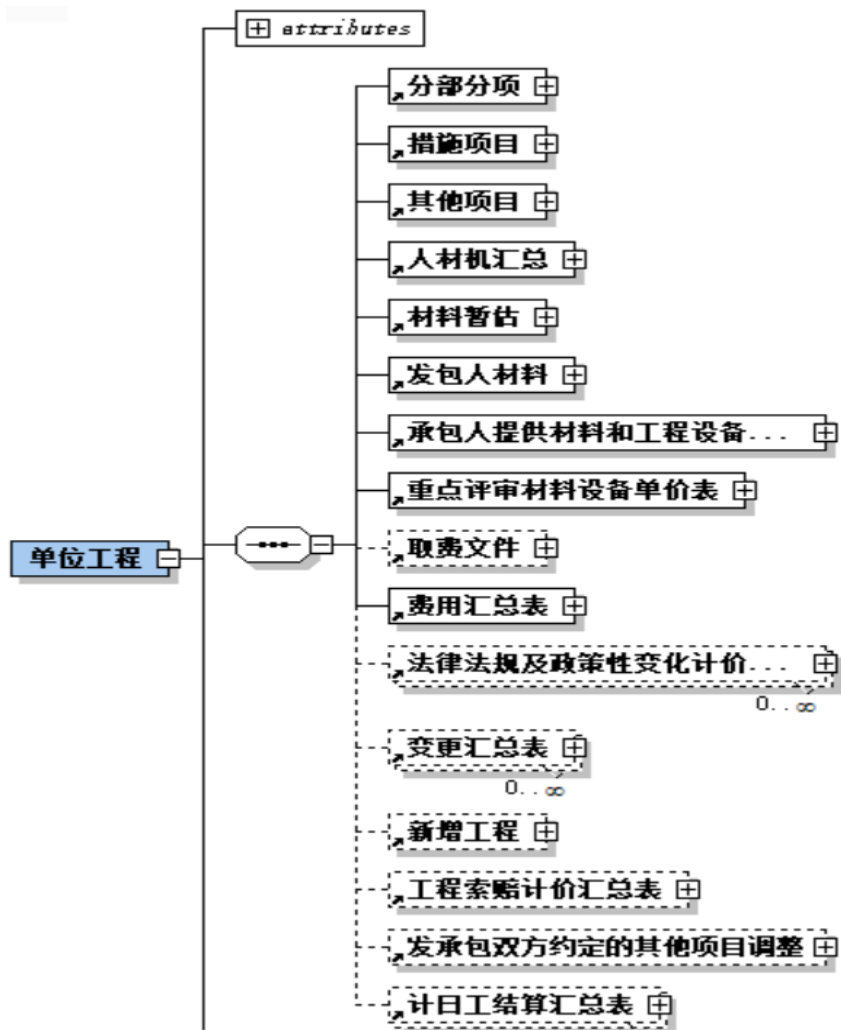 attributes
分部分项
措施项目
其他项目
人材机汇总
材料暂估
发包人材料
承包人提供材料和工程设备...
重点评审材料设备单价表
单位工程
取费文件
费用汇总表
法律法规及政策性变化计价...
0..∞
变更汇总表
0..∞
新增工程
工程索赔计价汇总表
发承包双方约定的其他项目调整
计日工结算汇总表